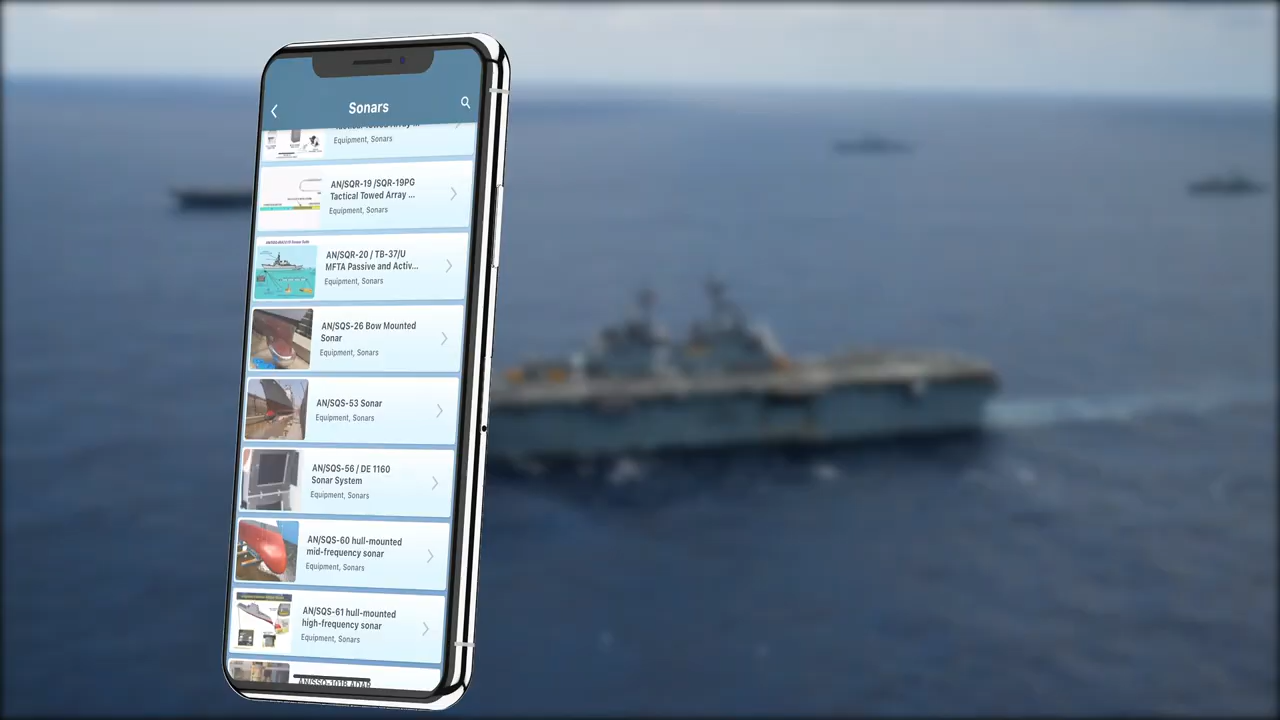 Sonars
Equipment, Sonars
AN/SQR-19 /SQR-19PG
Tactical Towed Array ...
Equipment, Sonars
AN/SQR-20 / TB-37/U
MFTA Passive and Activ...
Equipment, Sonars
AN/SQS-26 Bow Mounted
Sonar
Equipment, Sonars
AN/SQS-53 Sonar
Equipment, Sonars
AN/SQS-56 / DE 1160
Sonar System
Equipment, Sonars
AN/SQS-60 hull-mounted
mid-frequency sonar
Equipment, Sonars
AN/SQS-61 hull-mounted
high-frequency sonar
Equipment, Sonars